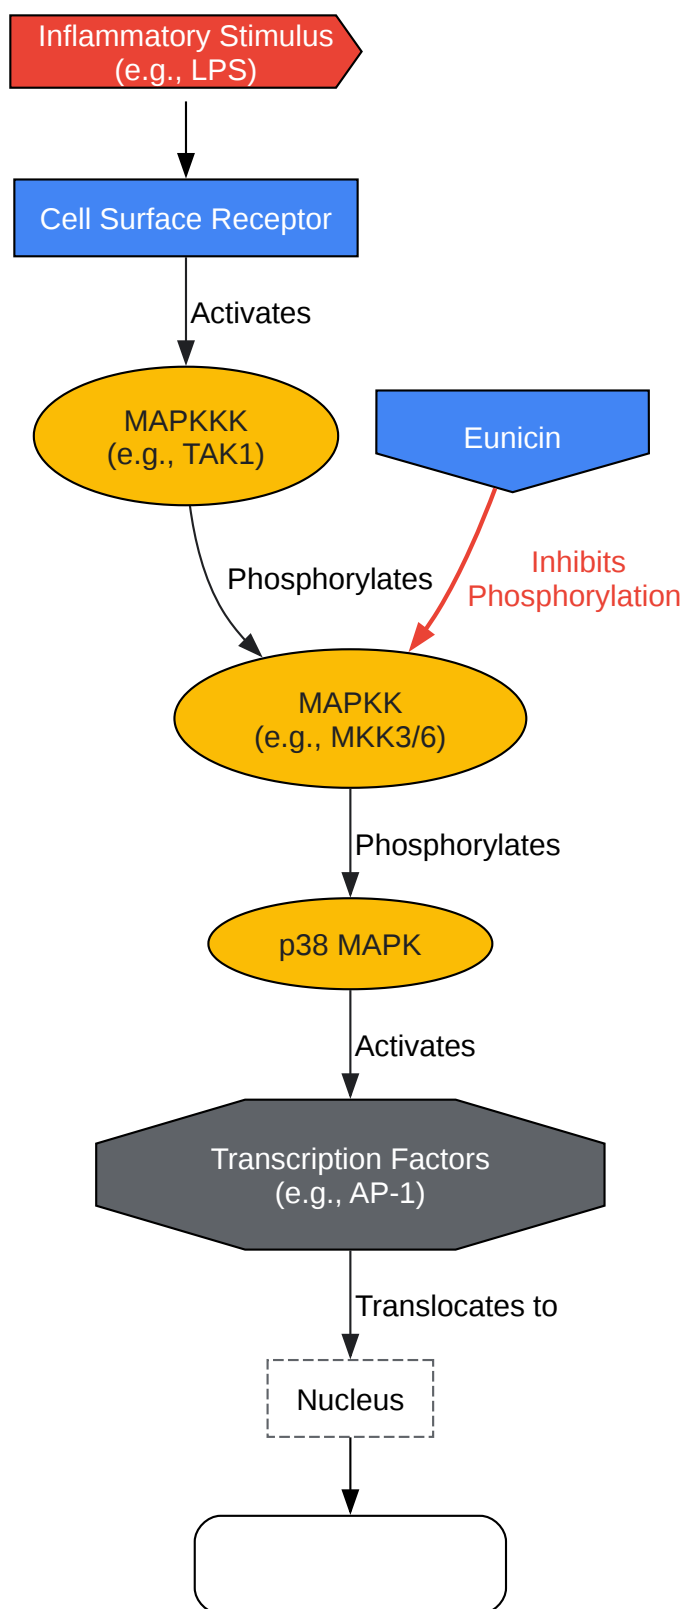 Inflammatory Stimulus
(e.g., LPS)
Cell Surface Receptor
Activates
MAPKKK
(e.g., TAK1)
Eunicin
Phosphorylates
Inhibits
Phosphorylation
MAPKK
(e.g., MKK3/6)
Phosphorylates
p38 MAPK
Activates
Transcription Factors
(e.g., AP-1)
Translocates to
Nucleus